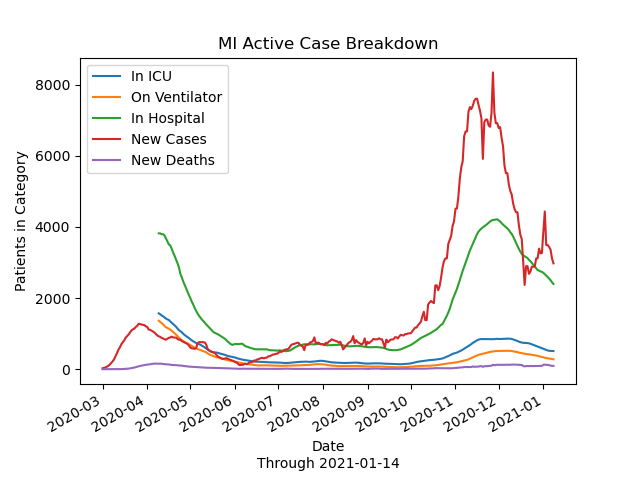 MI Active Case Breakdown
In ICU
On Ventilator
In Hospital
New Cases
New Deaths
Patients in Category
8000
6000
4000
2000
0
2020-03
2020-04
2020-05
2020-06
2020-07
2020-08
2020-09
2020-10
2020-11
2020-12
2021-01
Date
Through 2021-01-14